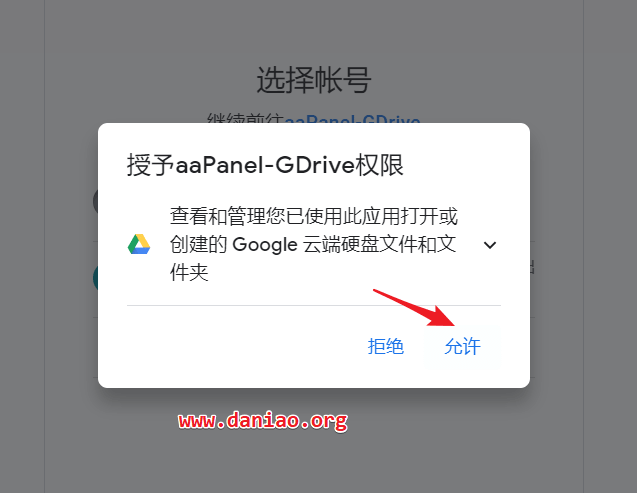 选择帐号
继续前往aaPanel-GDrive
授予aaPanel-GDrive权限
查看和管理您已使用此应用打开或
创建的 Google 云端硬盘文件和文
件夹
拒绝
允许
www.daniao.org